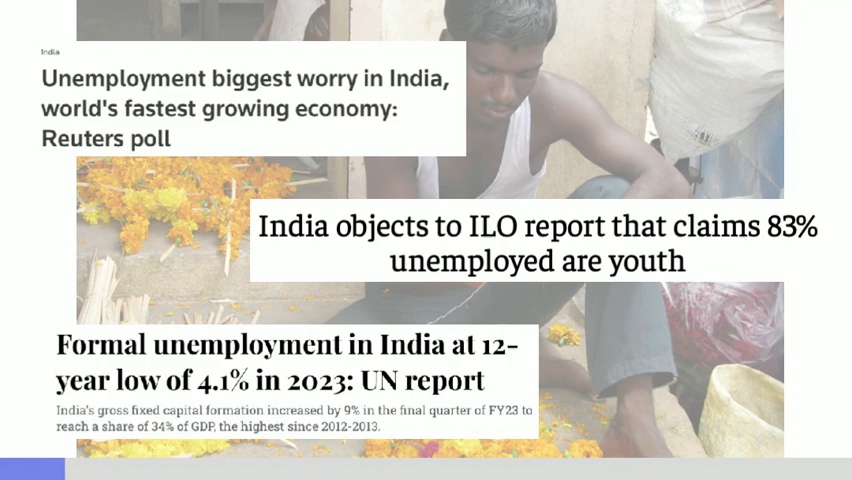 India
Unemployment biggest worry in India,
world's fastest growing economy:
Reuters poll
India objects to ILO report that claims 83%
unemployed are youth
Formal unemployment in India at 12-
year low of 4.1% in 2023: UN report
India's gross fixed capital formation increased by 9% in the final quarter of FY23 to
reach a share of 34% of GDP, the highest since 2012-2013.